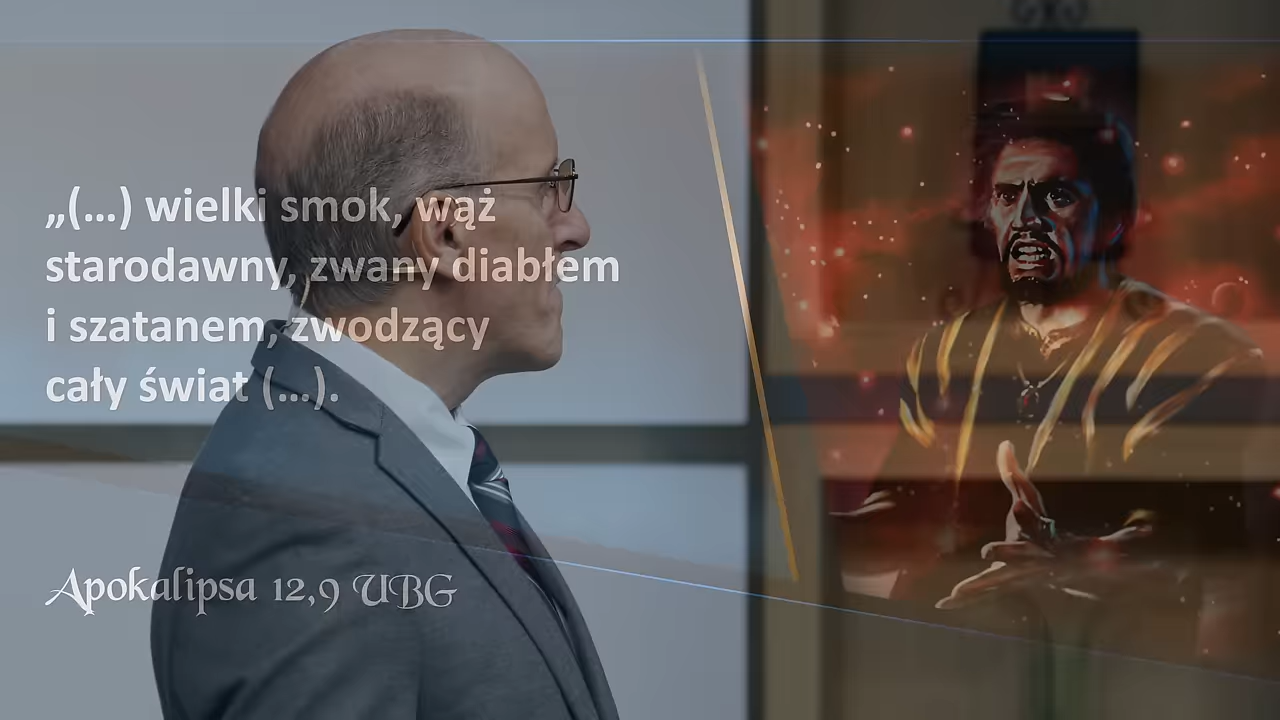 „(...) wielki smok, wąż
starodawny, zwany diabłem
i szatanem, zwodzący
cały świat (...).
Apokalipsa 12,9 UBG